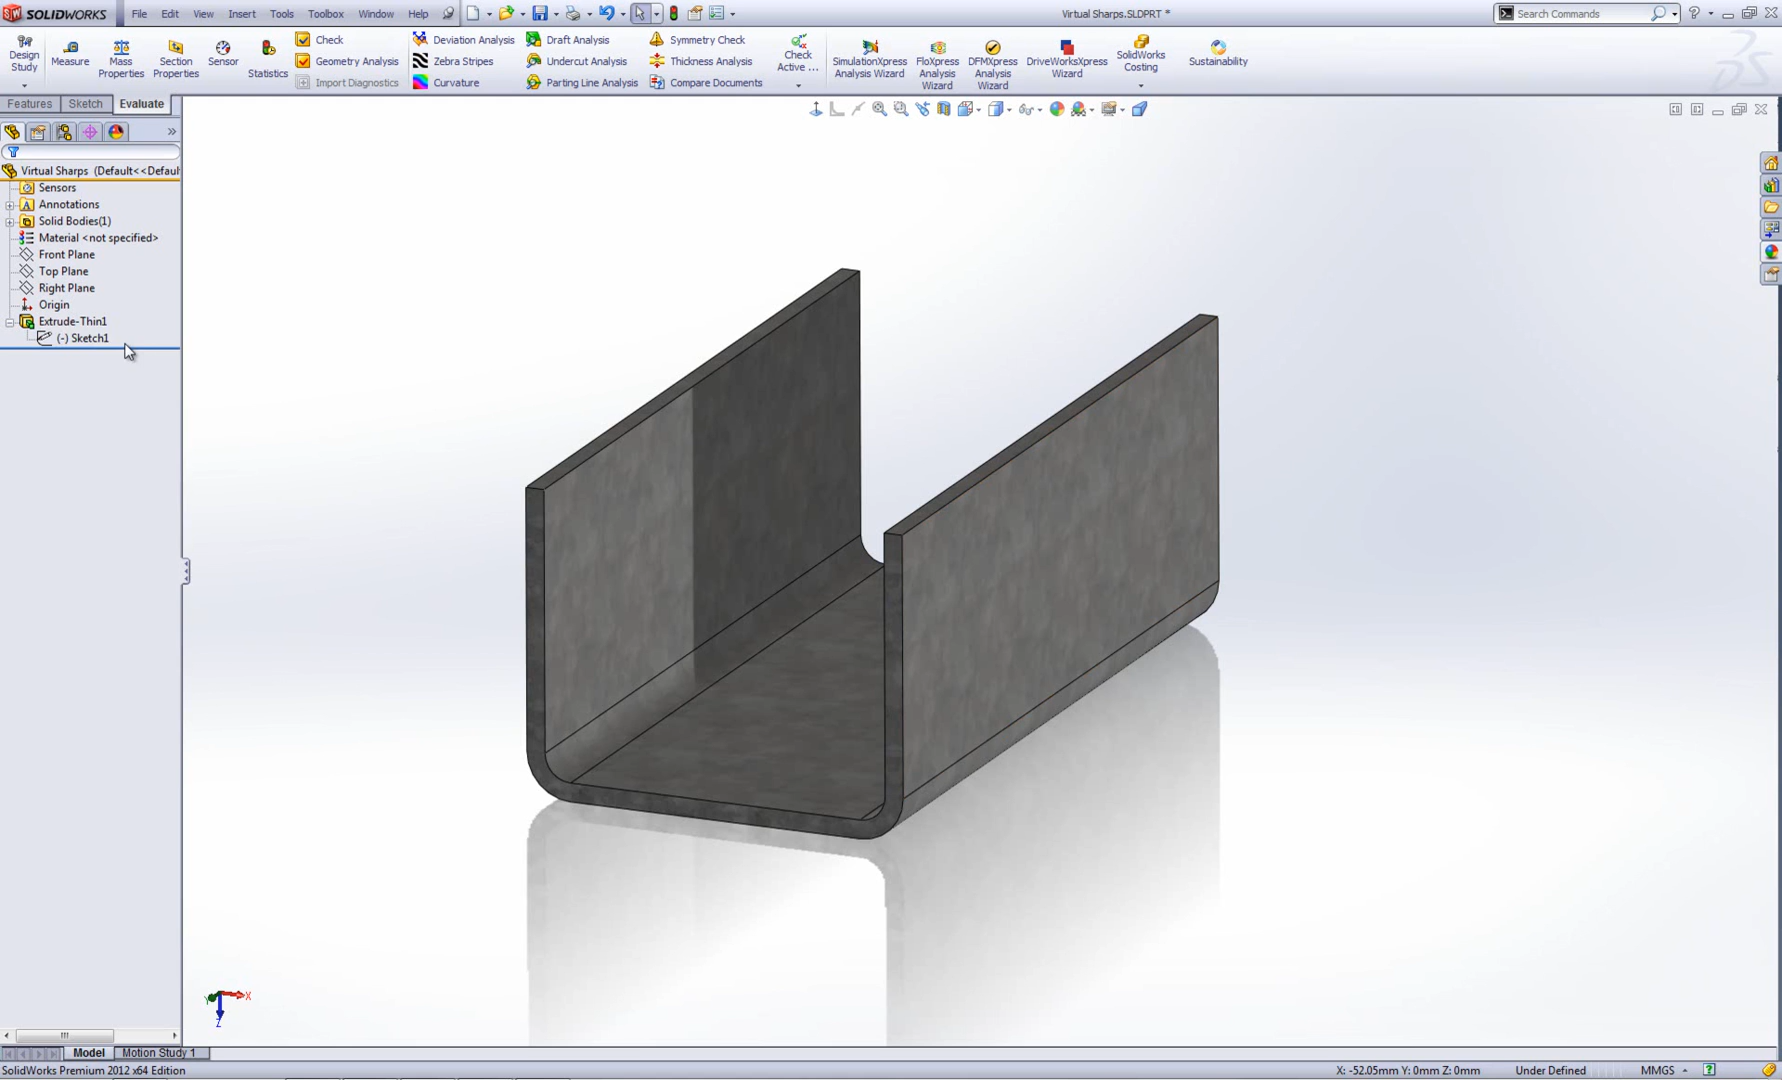 SOLIDWORKS File Edit View Insert Tools Toolbox Window Help Virtual Sharps.SLDPRT * Search Commands
Design Study
Measure
Mass Properties
Section Properties
Sensor
Statistics
Check
Geometry Analysis
Import Diagnostics
Deviation Analysis
Zebra Stripes
Curvature
Draft Analysis
Undercut Analysis
Parting Line Analysis
Symmetry Check
Thickness Analysis
Compare Documents
Check Active ...
SimulationXpress Analysis Wizard
FloXpress Analysis Wizard
DFMXpress Analysis Wizard
DriveWorksXpress Wizard
SolidWorks Costing
Sustainability
Features Sketch Evaluate
Virtual Sharps (Default<<Defaul
Sensors
Annotations
Solid Bodies(1)
Material <not specified>
Front Plane
Top Plane
Right Plane
Origin
Extrude-Thin1
(-) Sketch1
Y X
Z
Model Motion Study 1
SolidWorks Premium 2012 x64 Edition X: -52.05mm Y: 0mm Z: 0mm Under Defined MMGS